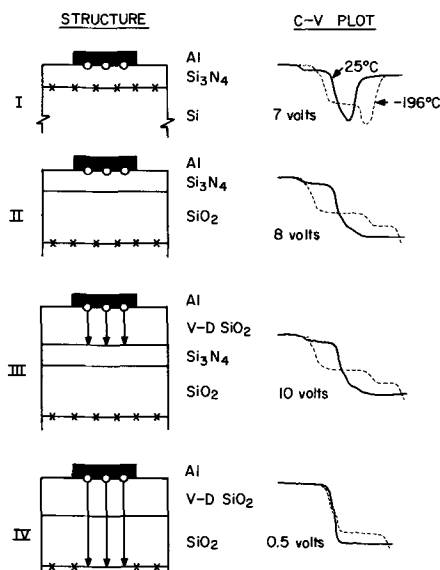 STRUCTURE
C-V PLOT
I
Al
Si3N4
Si
25°C
-196°C
7 volts
II
Al
Si3N4
SiO2
8 volts
III
Al
V-D SiO2
Si3N4
SiO2
10 volts
IV
Al
V-D SiO2
SiO2
0.5 volts